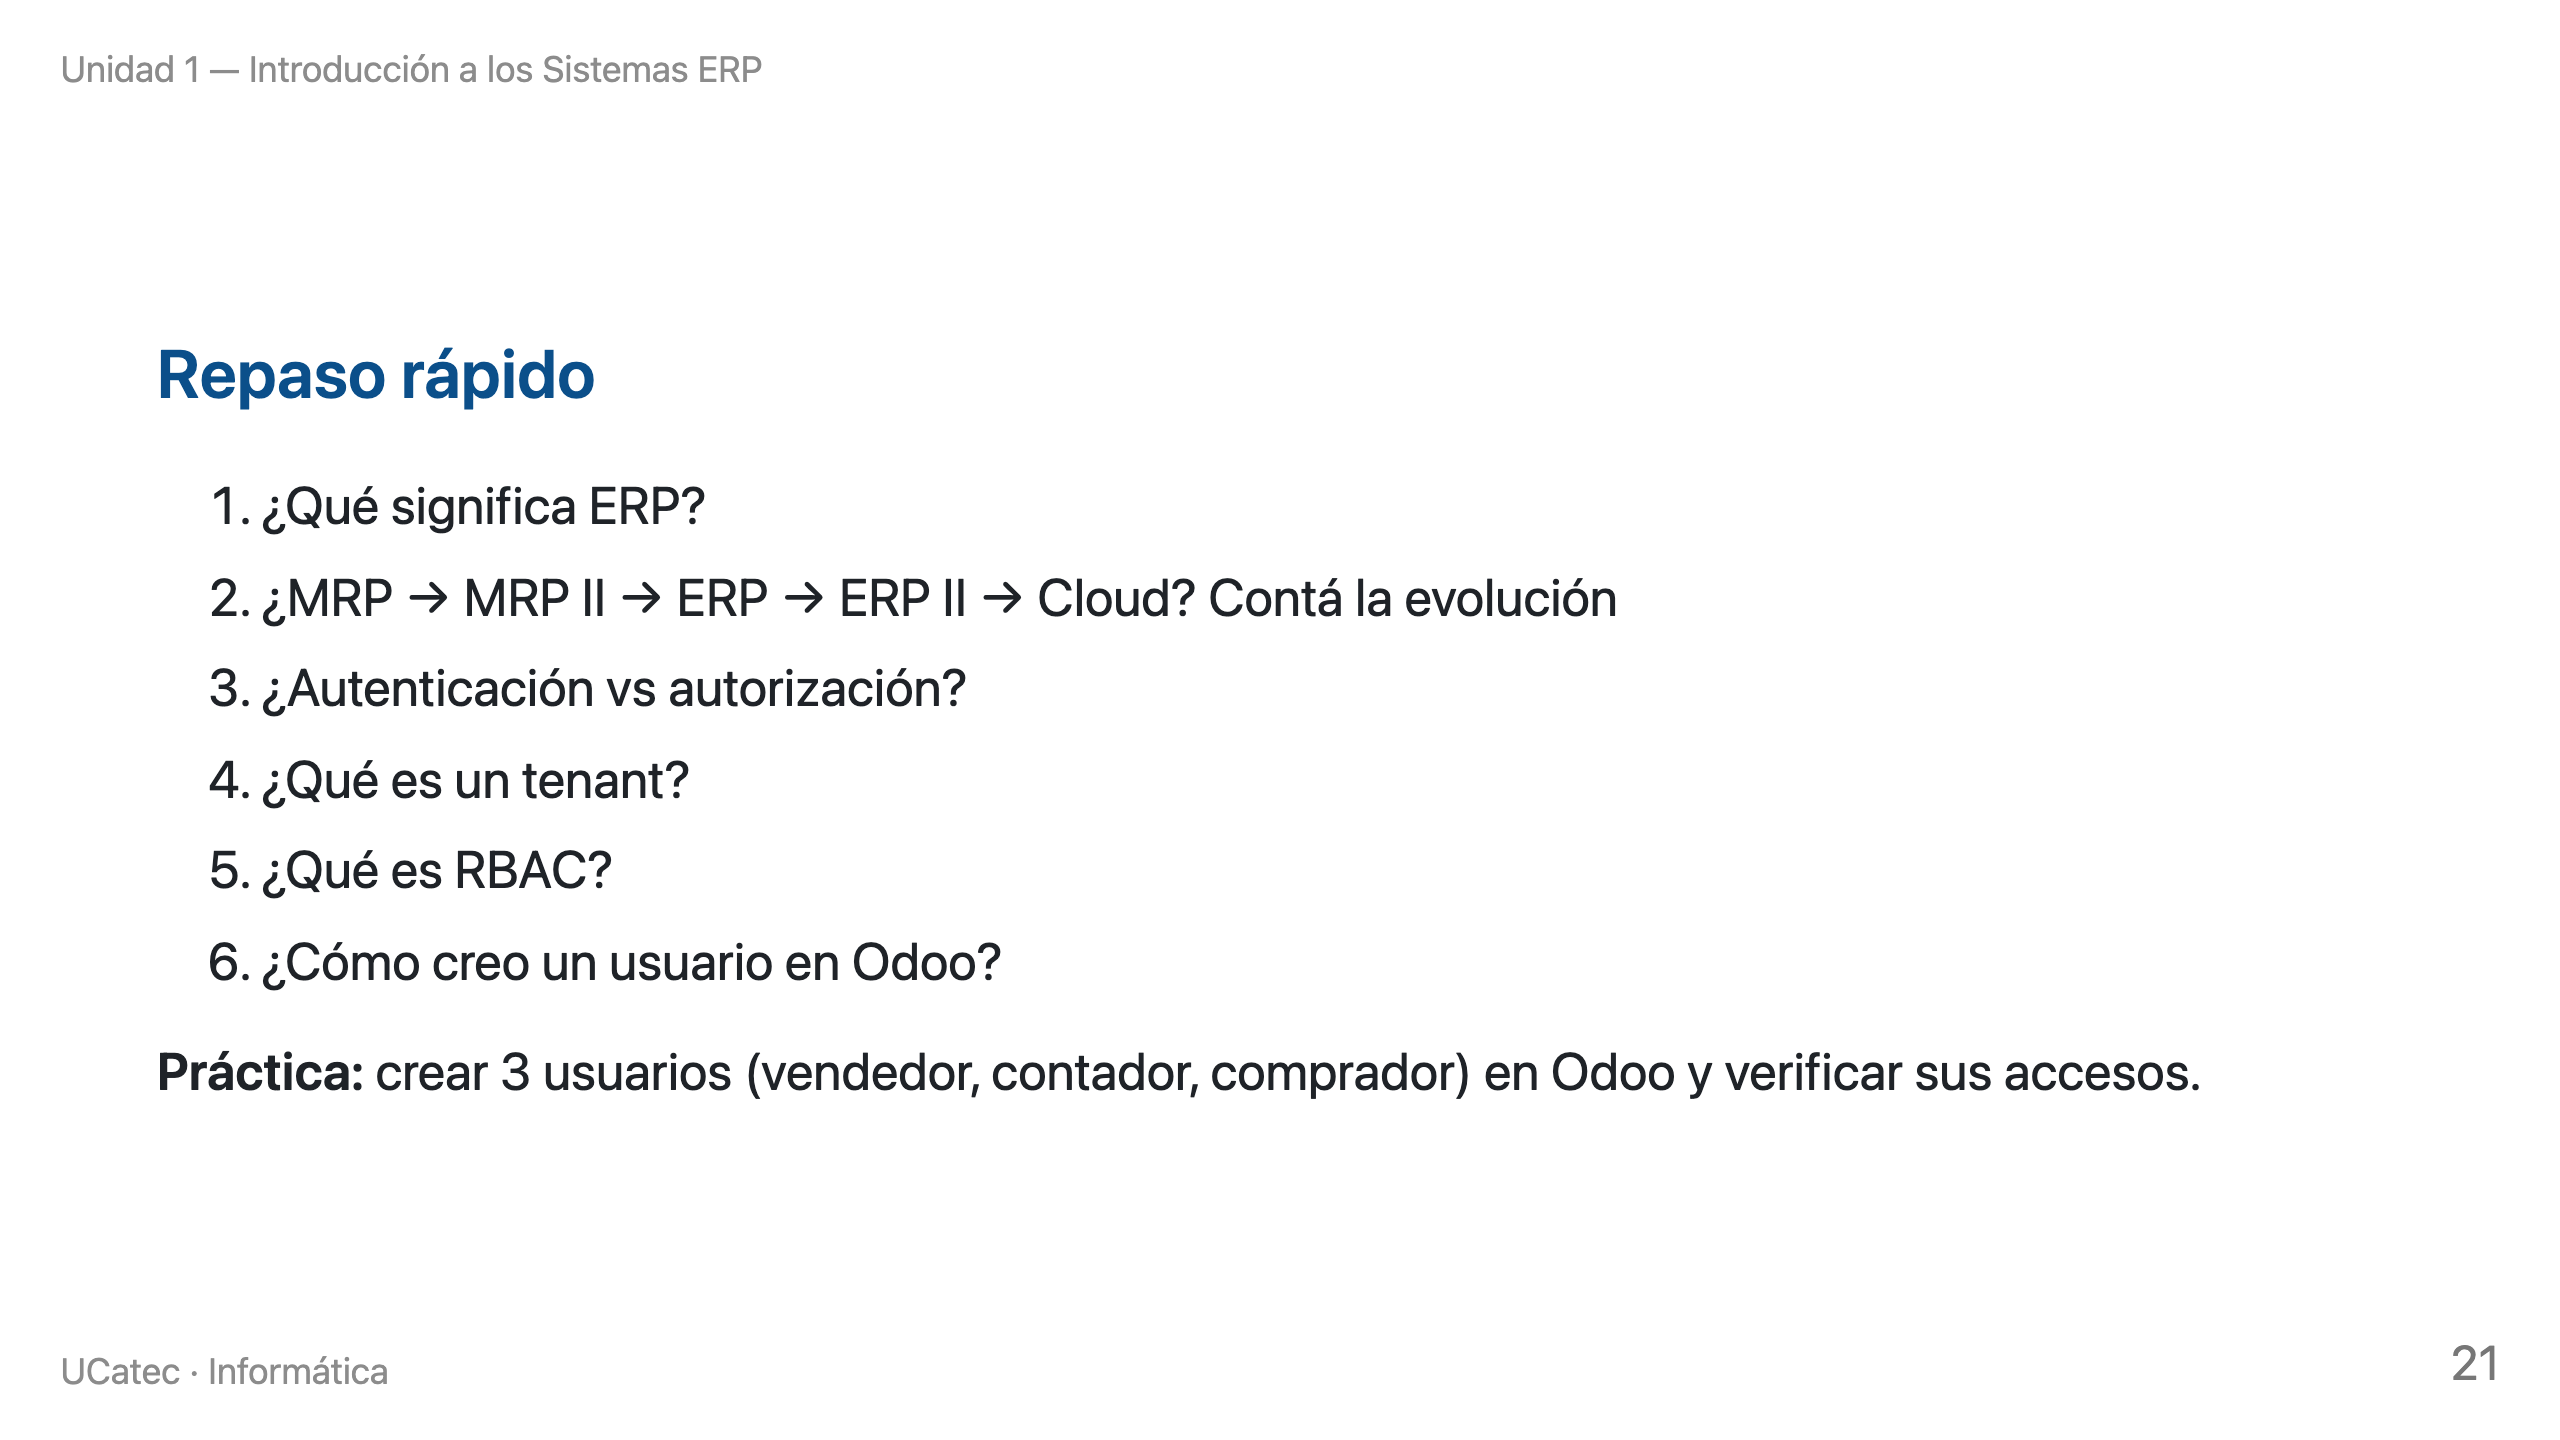 Unidad 1 — Introducción a los Sistemas ERP
Repaso rápido
1. ¿Qué significa ERP?
2. ¿MRP → MRP II → ERP → ERP II → Cloud? Contá la evolución
3. ¿Autenticación vs autorización?
4. ¿Qué es un tenant?
5. ¿Qué es RBAC?
6. ¿Cómo creo un usuario en Odoo?
Práctica: crear 3 usuarios (vendedor, contador, comprador) en Odoo y verificar sus accesos.
UCatec · Informática
21